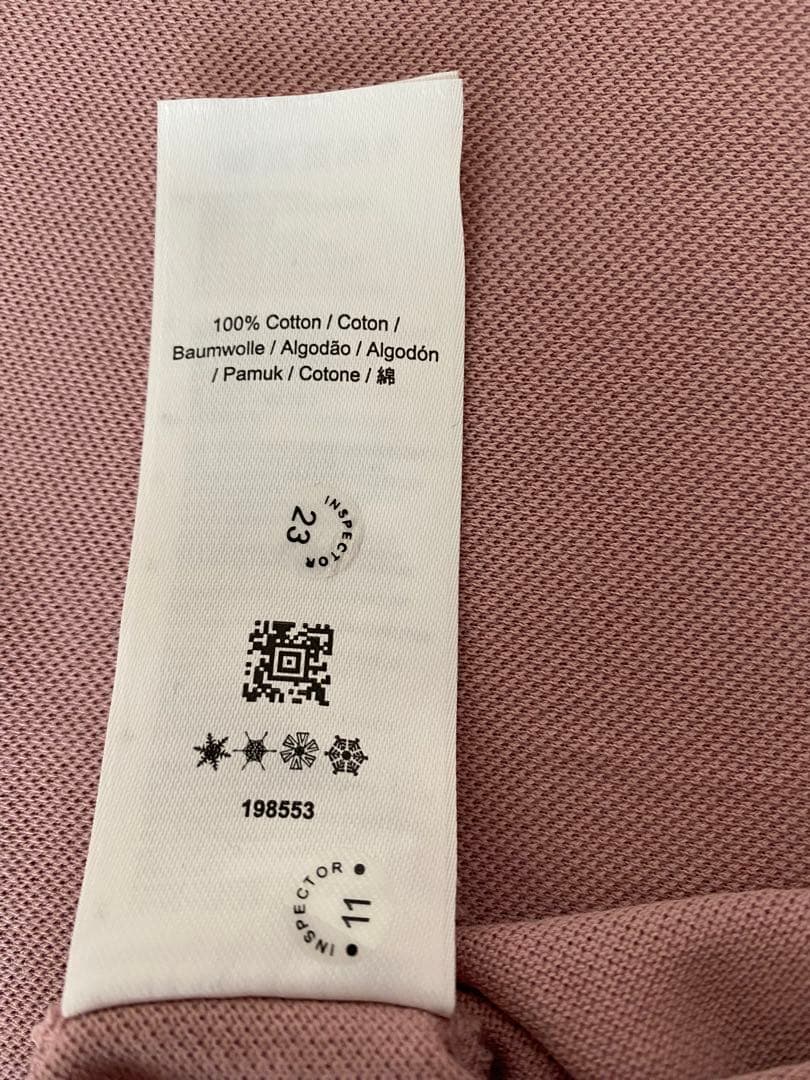 100% Cotton / Coton /
Baumwolle / Algodão / Algodón
/ Pamuk / Cotone / 綿
INSPECTOR
23
198553
INSPECTOR
11